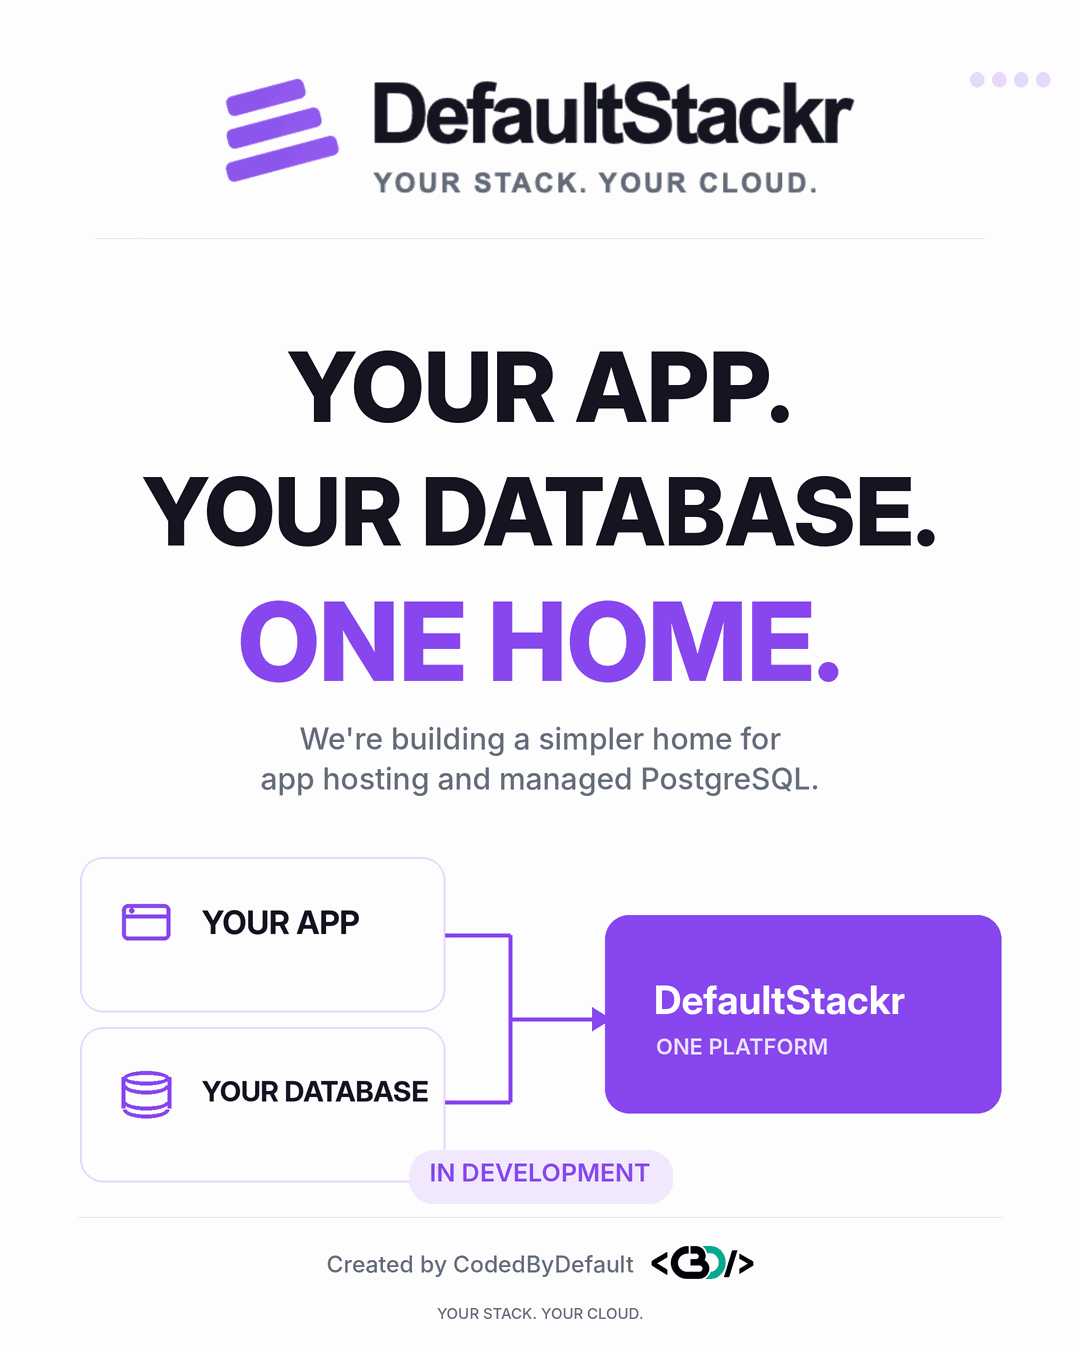 DefaultStackr
YOUR STACK. YOUR CLOUD.
YOUR APP.
YOUR DATABASE.
ONE HOME.
We're building a simpler home for
app hosting and managed PostgreSQL.
YOUR APP
YOUR DATABASE
DefaultStackr
ONE PLATFORM
IN DEVELOPMENT
Created by CodedByDefault <CBD/>
YOUR STACK. YOUR CLOUD.